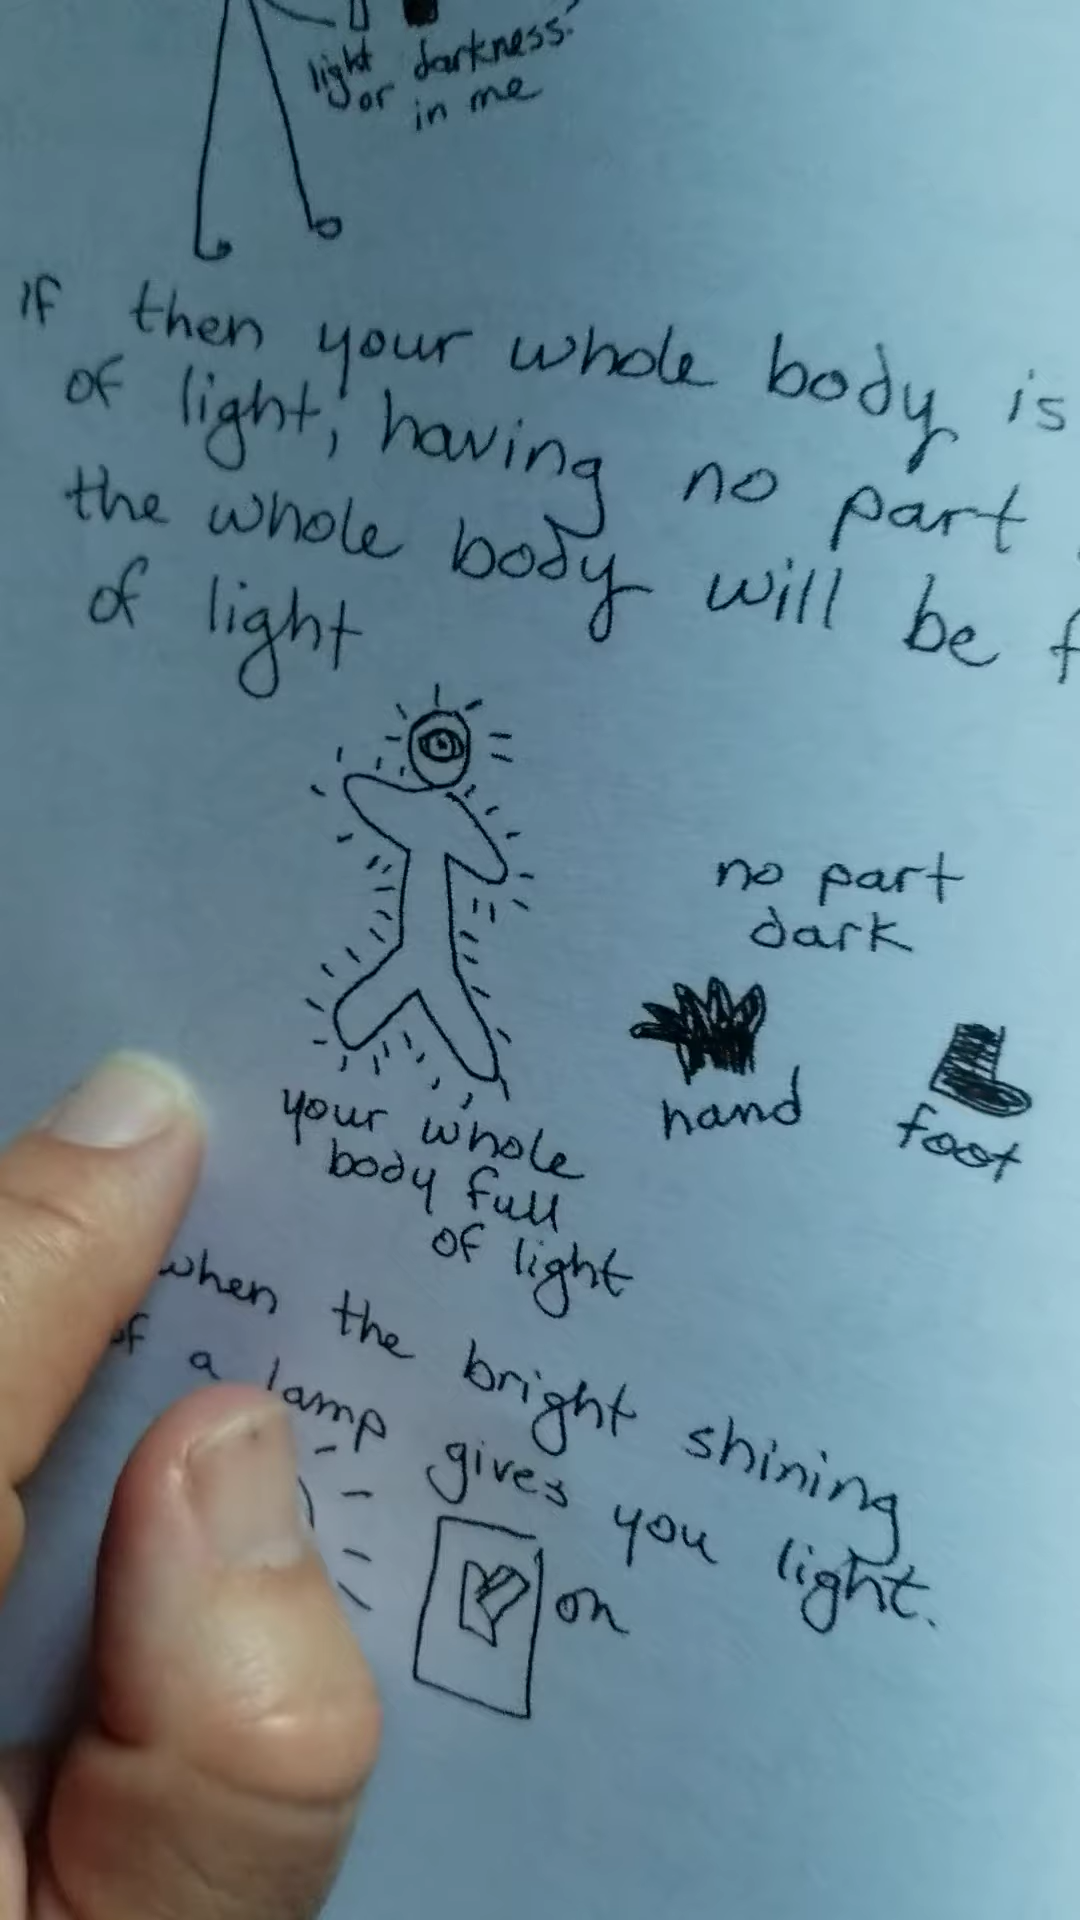 light darkness.
or in me
If then your whole body is
of light, having no part
the whole body will be
of light
no part
dark
hand
foot
your whole
body full
of light
when the bright shining
of a lamp gives you light.
on